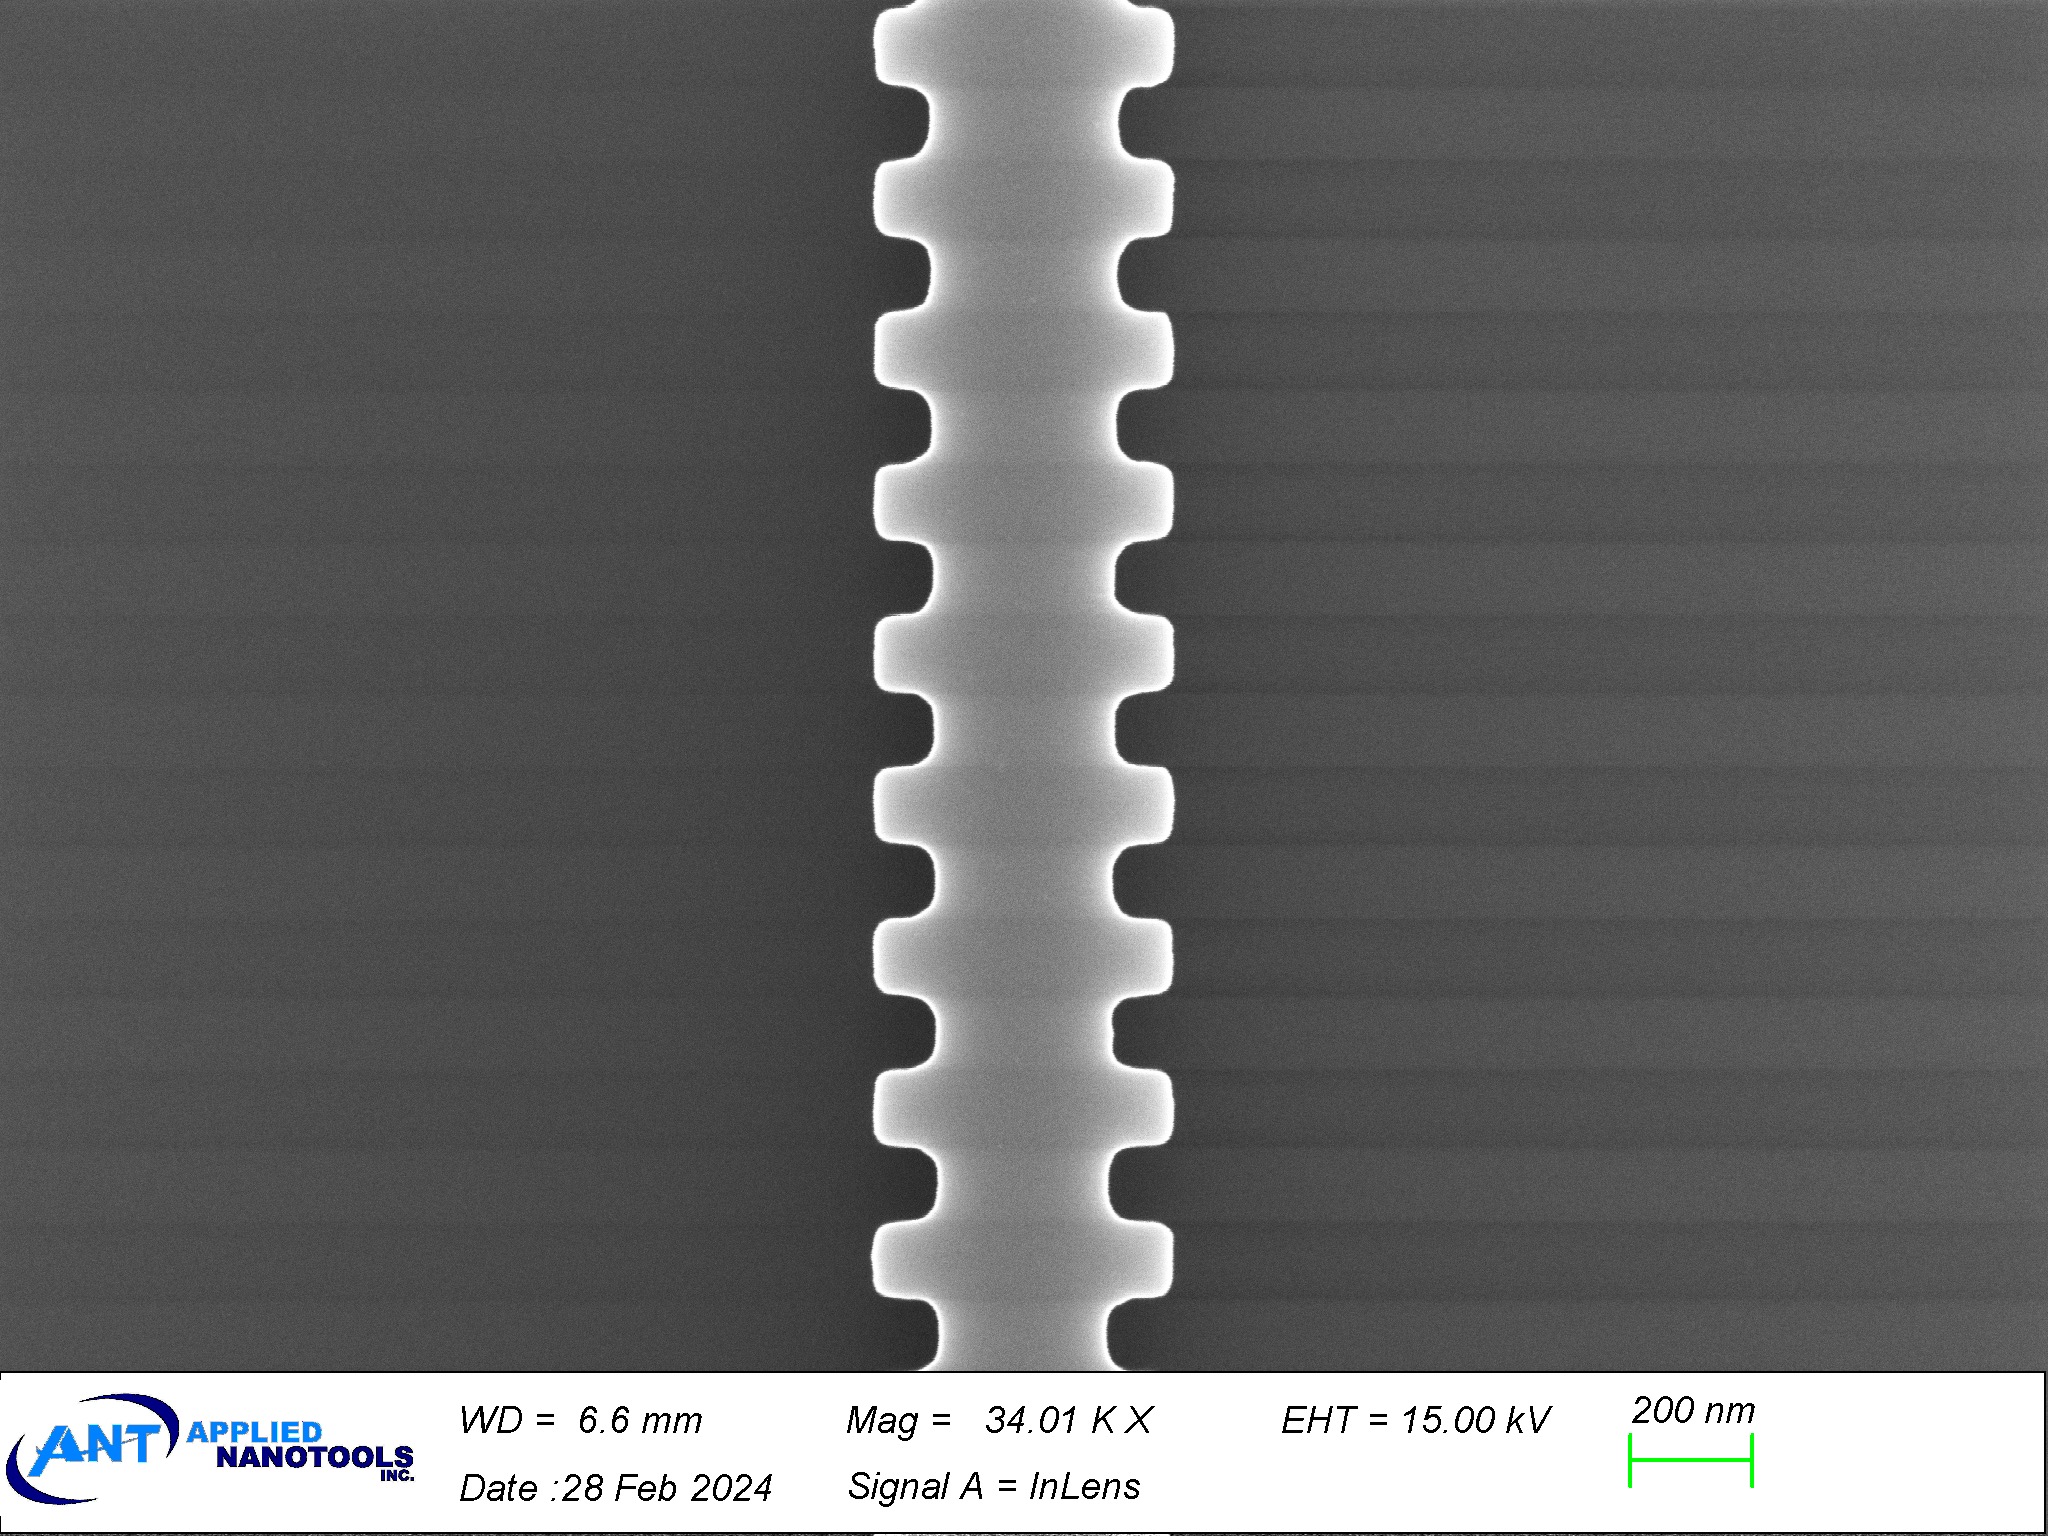 ANT APPLIED
NANOTOOLS
INC.
WD = 6.6 mm
Mag = 34.01 K X
EHT = 15.00 kV
200 nm
Date :28 Feb 2024
Signal A = InLens